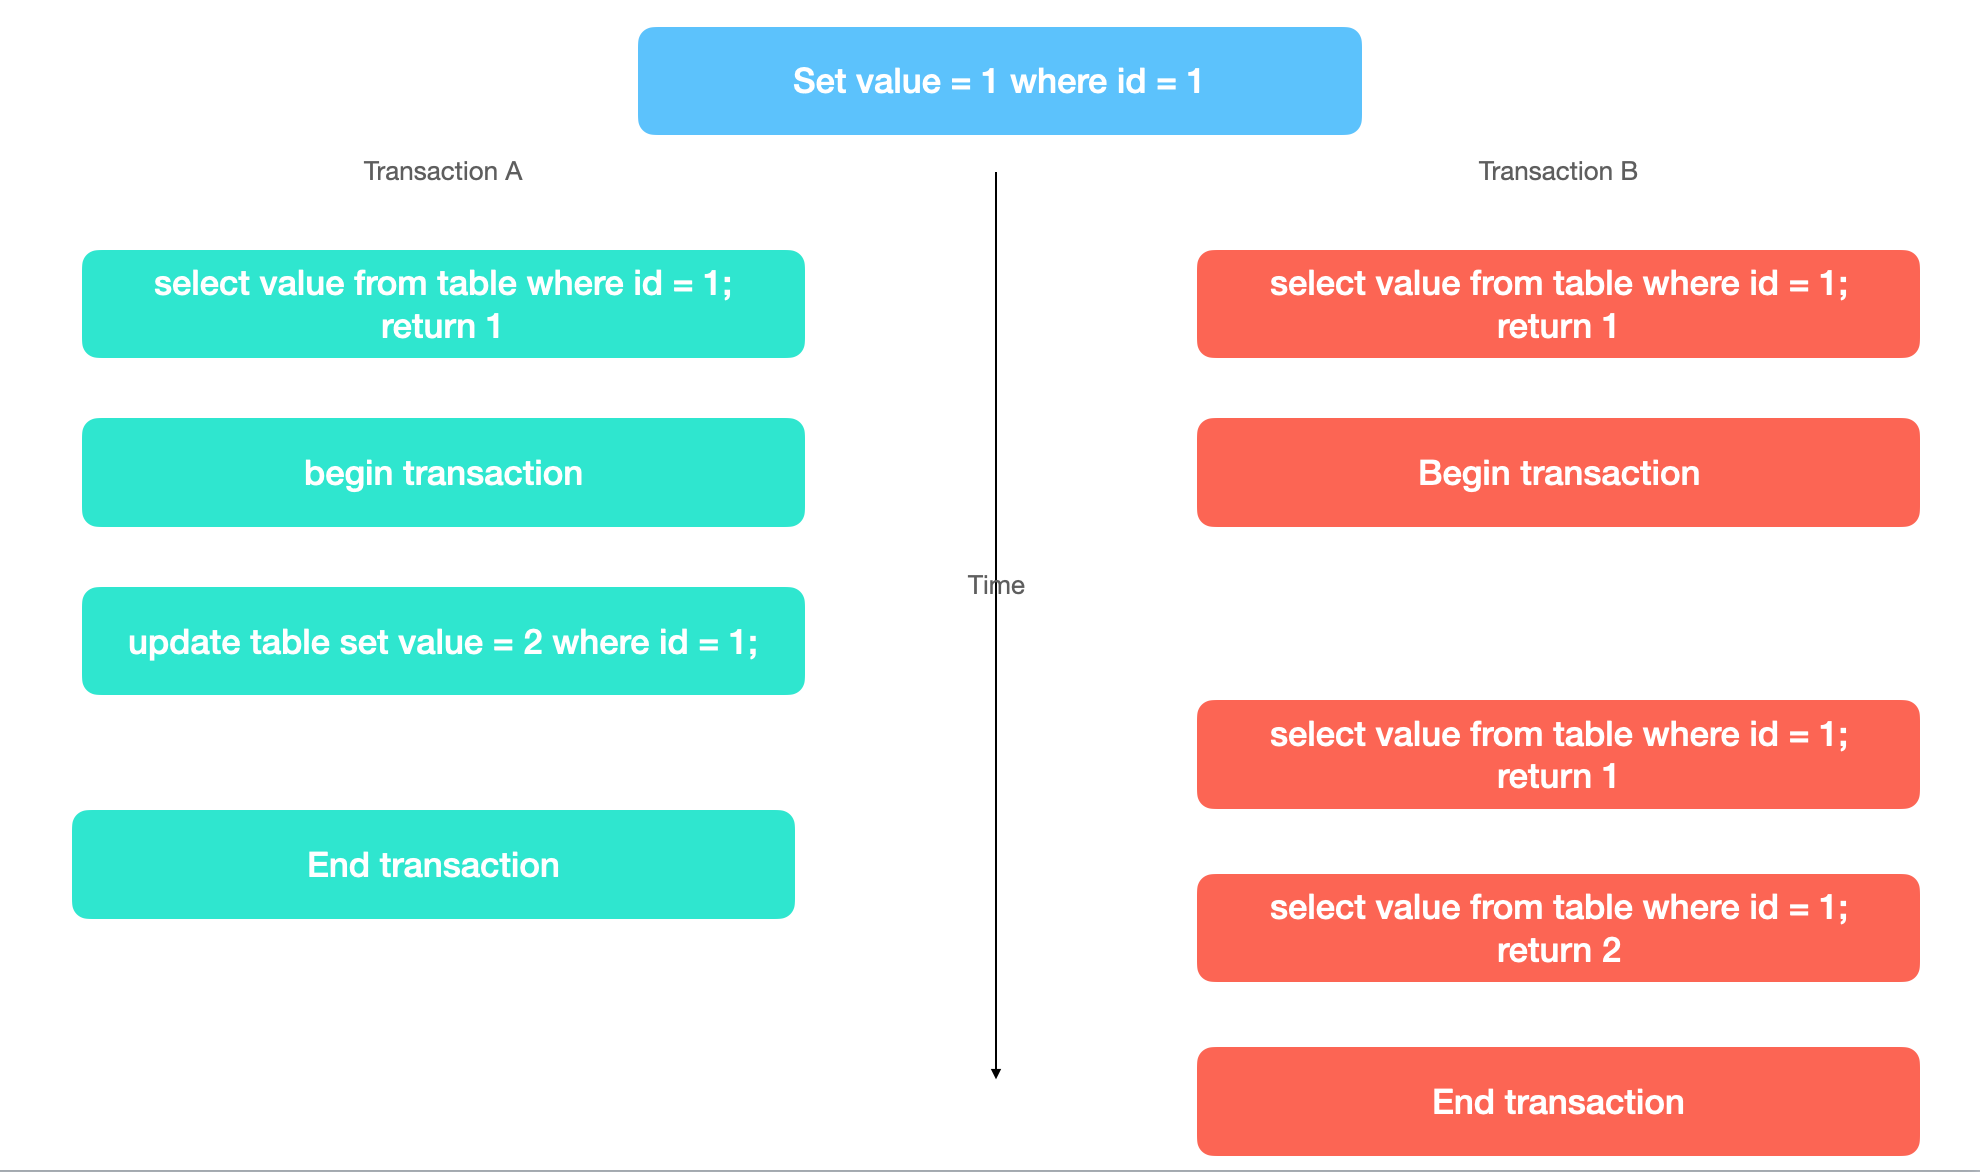 Set value = 1 where id = 1
Transaction A
Transaction B
select value from table where id = 1;
return 1
select value from table where id = 1;
return 1
begin transaction
Begin transaction
Time
update table set value = 2 where id = 1;
select value from table where id = 1;
return 1
End transaction
select value from table where id = 1;
return 2
End transaction